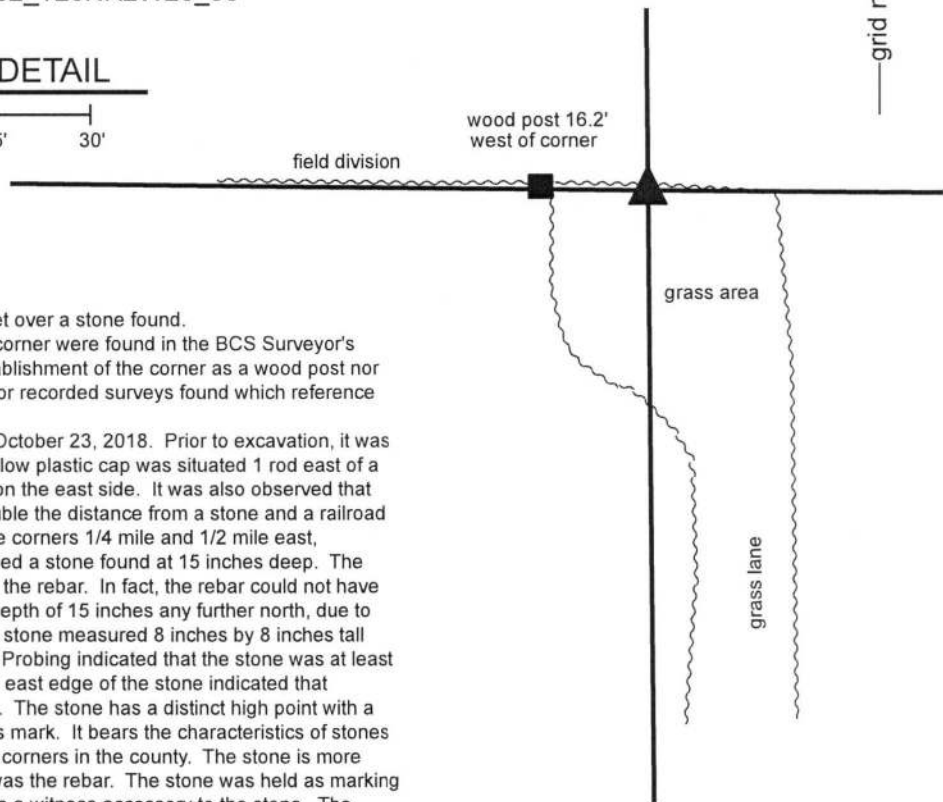 DETAIL
30'
grid
wood post 16.2'
west of corner
field division
grass area
grass lane
et over a stone found.
corner were found in the BCS Surveyor's
ablishment of the corner as a wood post nor
or recorded surveys found which reference
October 23, 2018. Prior to excavation, it was
low plastic cap was situated 1 rod east of a
on the east side. It was also observed that
uble the distance from a stone and a railroad
e corners 1/4 mile and 1/2 mile east,
ed a stone found at 15 inches deep. The
the rebar. In fact, the rebar could not have
epth of 15 inches any further north, due to
stone measured 8 inches by 8 inches tall
Probing indicated that the stone was at least
east edge of the stone indicated that
. The stone has a distinct high point with a
s mark. It bears the characteristics of stones
corners in the county. The stone is more
was the rebar. The stone was held as marking